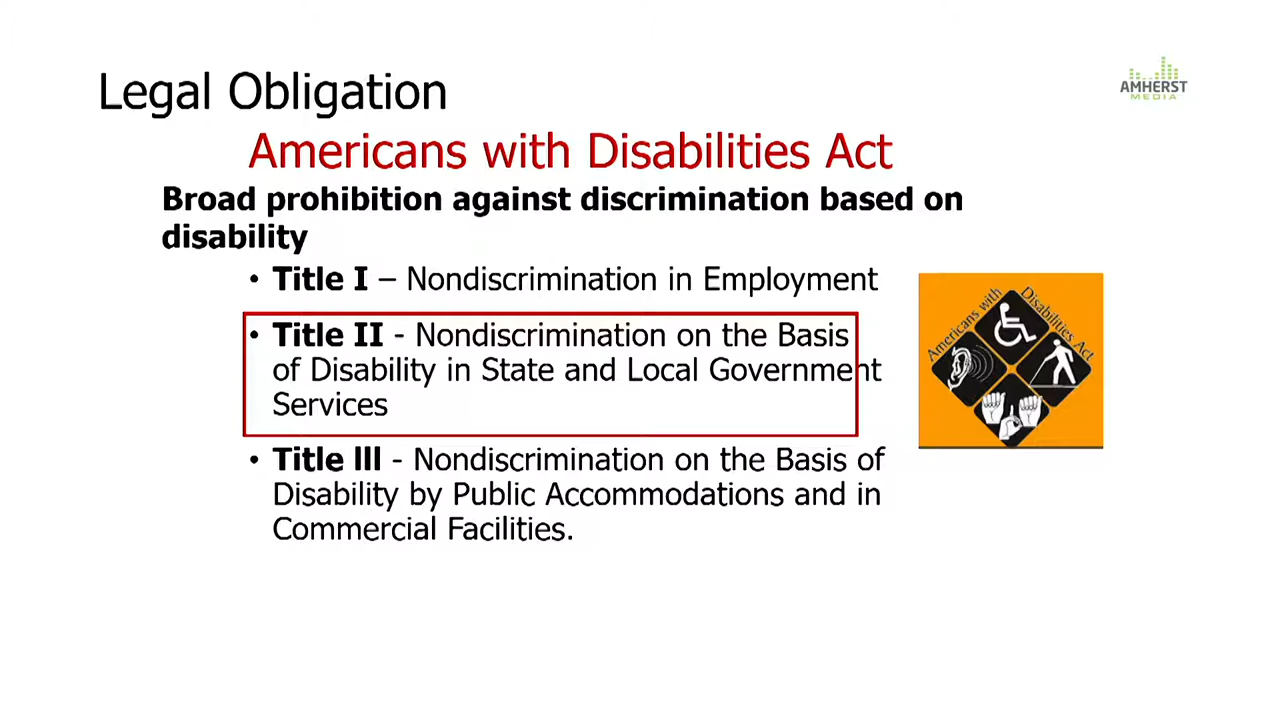 Legal Obligation
AMHERST
MEDIA
Americans with Disabilities Act
Broad prohibition against discrimination based on
disability
• Title I – Nondiscrimination in Employment
• Title II - Nondiscrimination on the Basis
of Disability in State and Local Government
Services
• Title lll - Nondiscrimination on the Basis of
Disability by Public Accommodations and in
Commercial Facilities.
Americans with
Disabilities Act